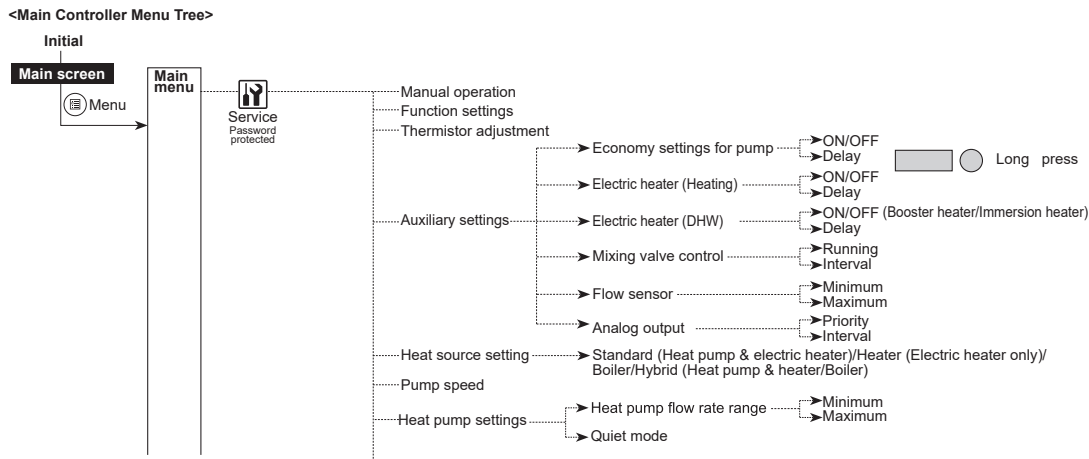 <Main Controller Menu Tree>
Initial
Main screen
Menu
Main
menu
Service
Password
protected
Manual operation
Function settings
Thermistor adjustment
Auxiliary settings
Economy settings for pump
ON/OFF
Delay
Long press
Electric heater (Heating)
ON/OFF
Delay
Electric heater (DHW)
ON/OFF (Booster heater/Immersion heater)
Delay
Mixing valve control
Running
Interval
Flow sensor
Minimum
Maximum
Analog output
Priority
Interval
Heat source setting
Standard (Heat pump & electric heater)/Heater (Electric heater only)/
Boiler/Hybrid (Heat pump & heater/Boiler)
Pump speed
Heat pump settings
Heat pump flow rate range
Minimum
Maximum
Quiet mode